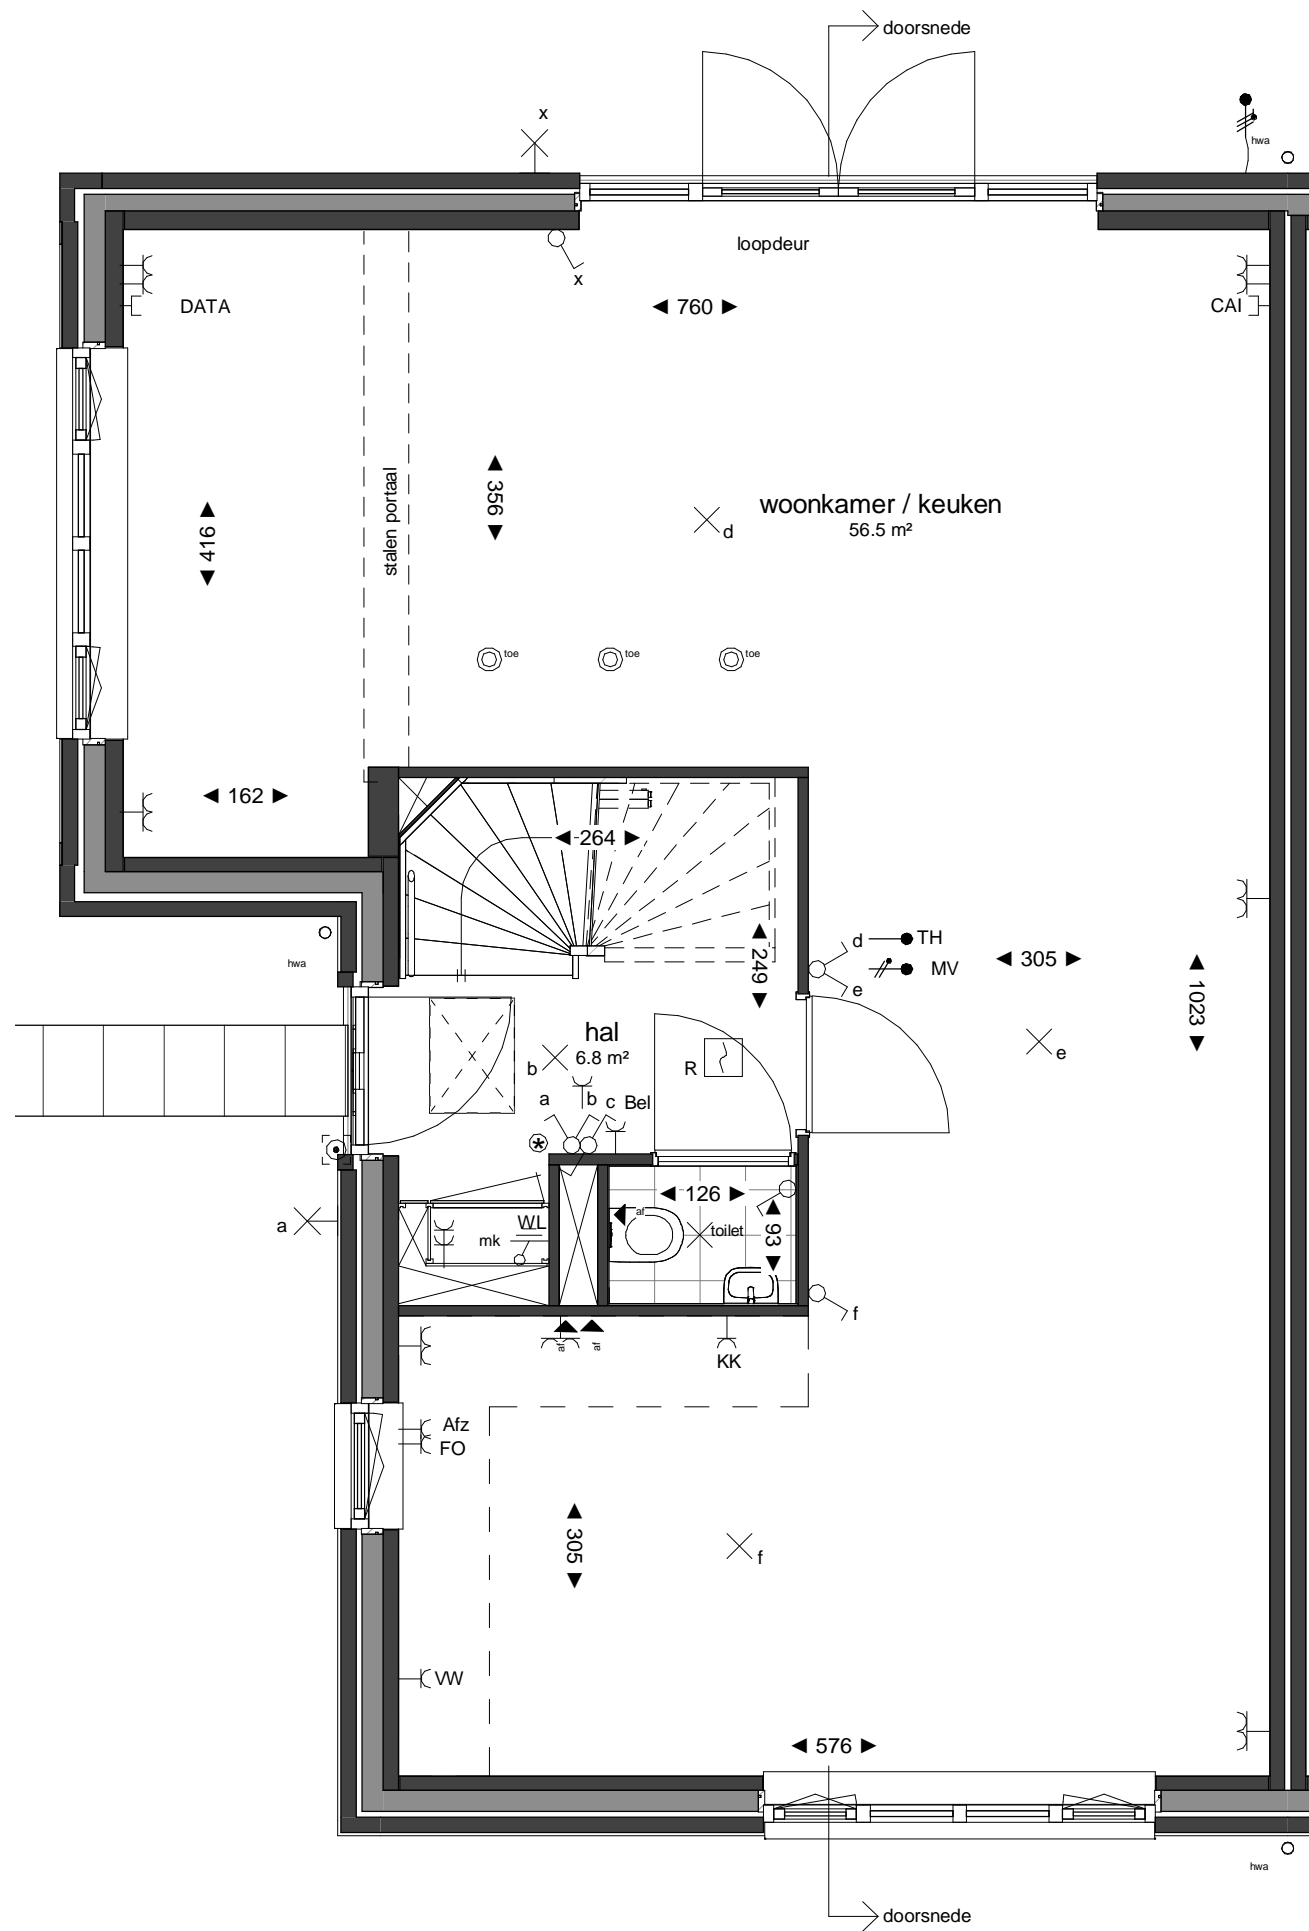 doorsnede
x
hwa
loopdeur
x
DATA
760
CAI
stalen portaal
356
416
woonkamer / keuken
56.5 m²
d
toe
toe
toe
162
264
hwa
249
d
TH
e
MV
305
1023
hal
6.8 m²
b
x
R
e
a
b
c
Bel
*
a
WL
mk
126
af
toilet
93
f
af
af
KK
Afz
FO
305
f
VW
576
hwa
doorsnede